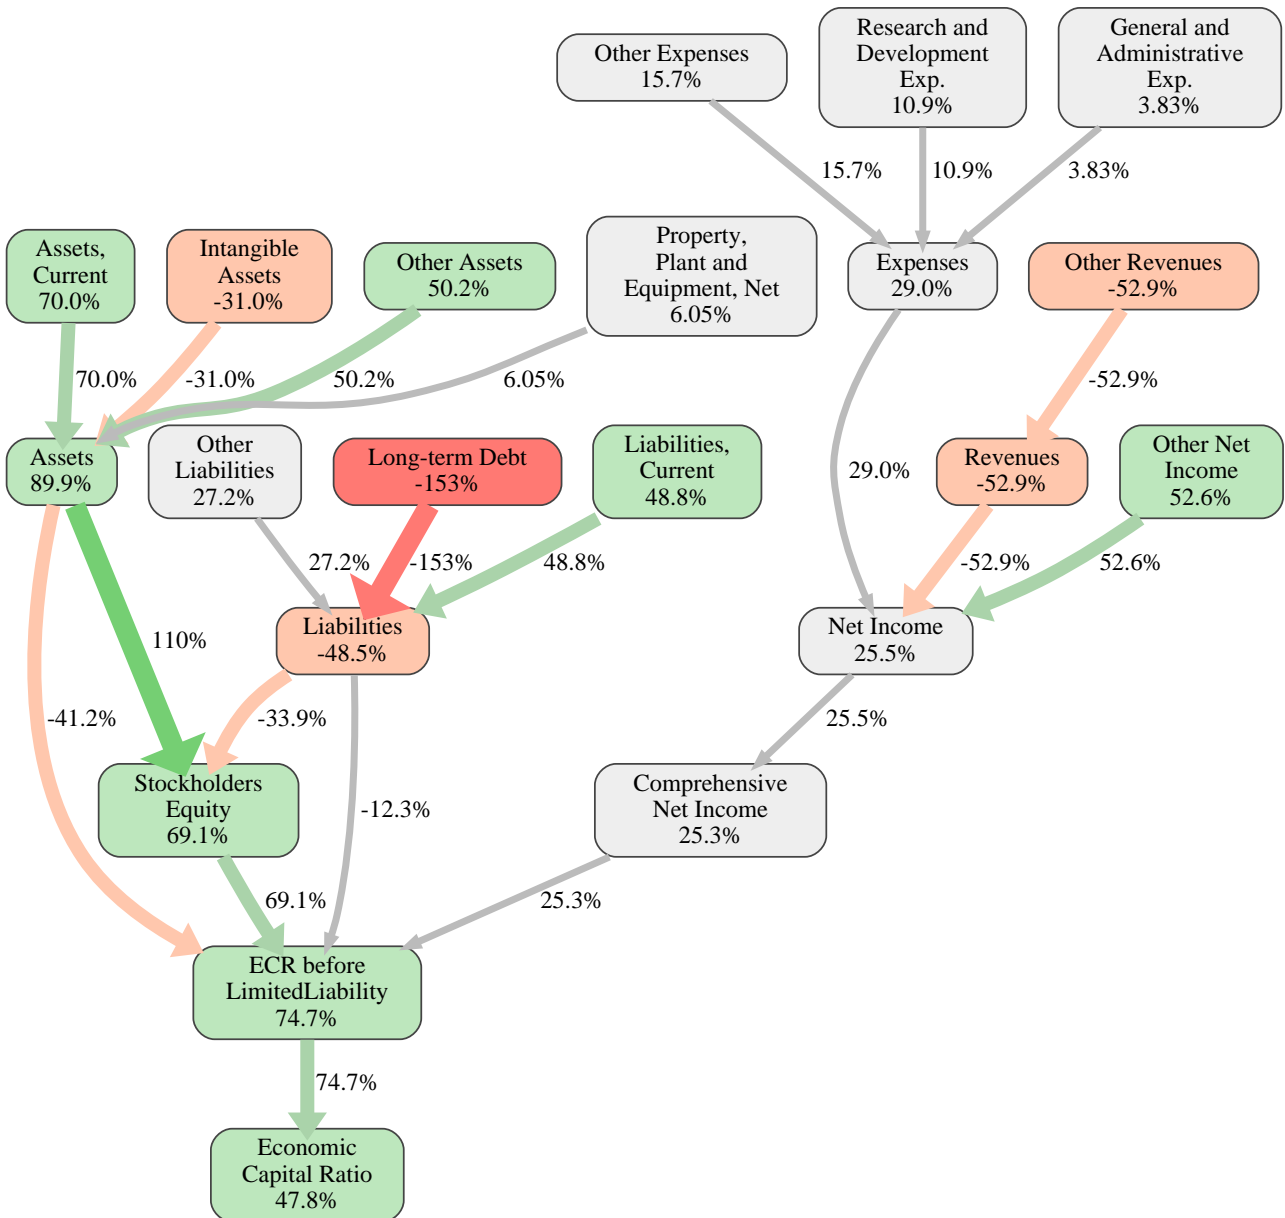 Other Expenses
15.7%
Research and
Development
Exp.
10.9%
General and
Administrative
Exp.
3.83%
15.7%
10.9%
3.83%
Assets,
Current
70.0%
Intangible
Assets
-31.0%
Other Assets
50.2%
Property,
Plant and
Equipment, Net
6.05%
Expenses
29.0%
Other Revenues
-52.9%
70.0%
-31.0%
50.2%
6.05%
-52.9%
Assets
89.9%
Other
Liabilities
27.2%
Long-term Debt
-153%
Liabilities,
Current
48.8%
29.0%
Revenues
-52.9%
Other Net
Income
52.6%
27.2%
-153%
48.8%
-52.9%
52.6%
110%
Liabilities
-48.5%
Net Income
25.5%
-41.2%
-33.9%
25.5%
Stockholders
Equity
69.1%
-12.3%
Comprehensive
Net Income
25.3%
69.1%
25.3%
ECR before
LimitedLiability
74.7%
74.7%
Economic
Capital Ratio
47.8%